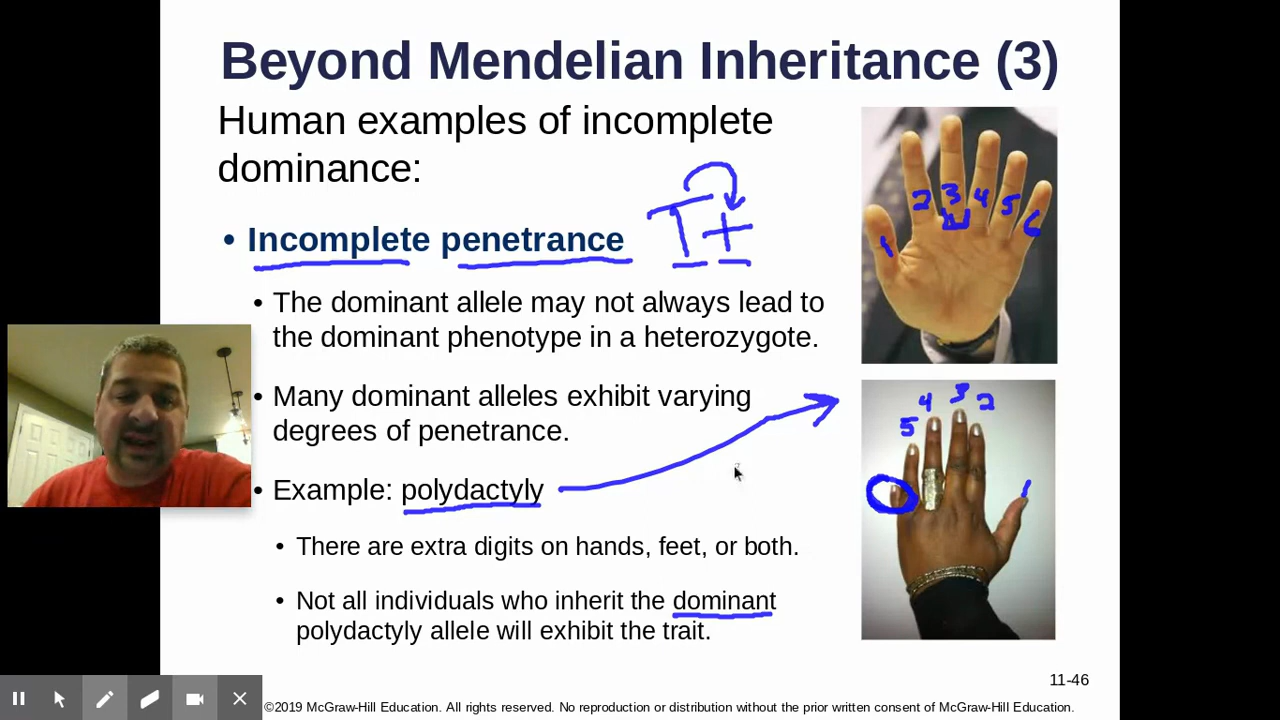 Beyond Mendelian Inheritance (3)
Human examples of incomplete
dominance:
• Incomplete penetrance
T t
• The dominant allele may not always lead to
the dominant phenotype in a heterozygote.
• Many dominant alleles exhibit varying
degrees of penetrance.
• Example: polydactyly
• There are extra digits on hands, feet, or both.
• Not all individuals who inherit the dominant
polydactyly allele will exhibit the trait.
1 2 3 4 5 6
5 4 3 2 1
11-46
©2019 McGraw-Hill Education. All rights reserved. No reproduction or distribution without the prior written consent of McGraw-Hill Education.